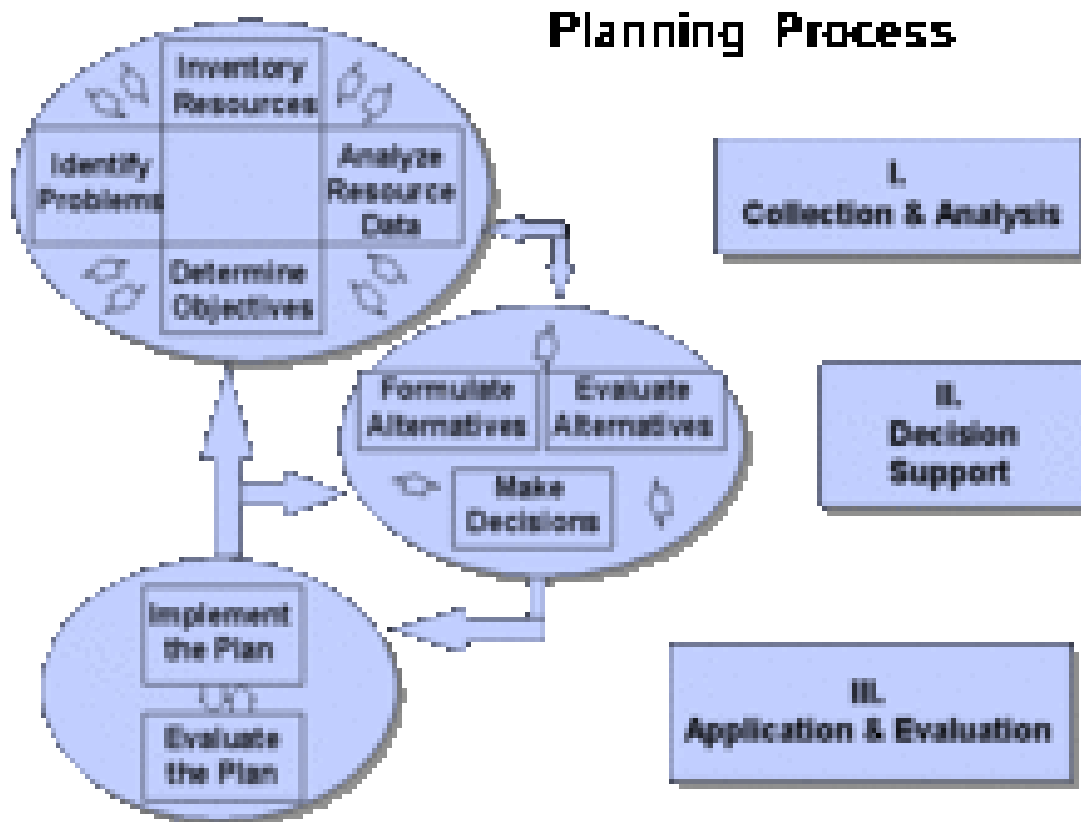 Planning Process
Inventory
Resources
Identify
Problems
Analyze
Resource
Data
Determine
Objectives
I.
Collection & Analysis
Formulate
Alternatives
Evaluate
Alternatives
Make
Decisions
II.
Decision
Support
Implement
the Plan
Evaluate
the Plan
III.
Application & Evaluation